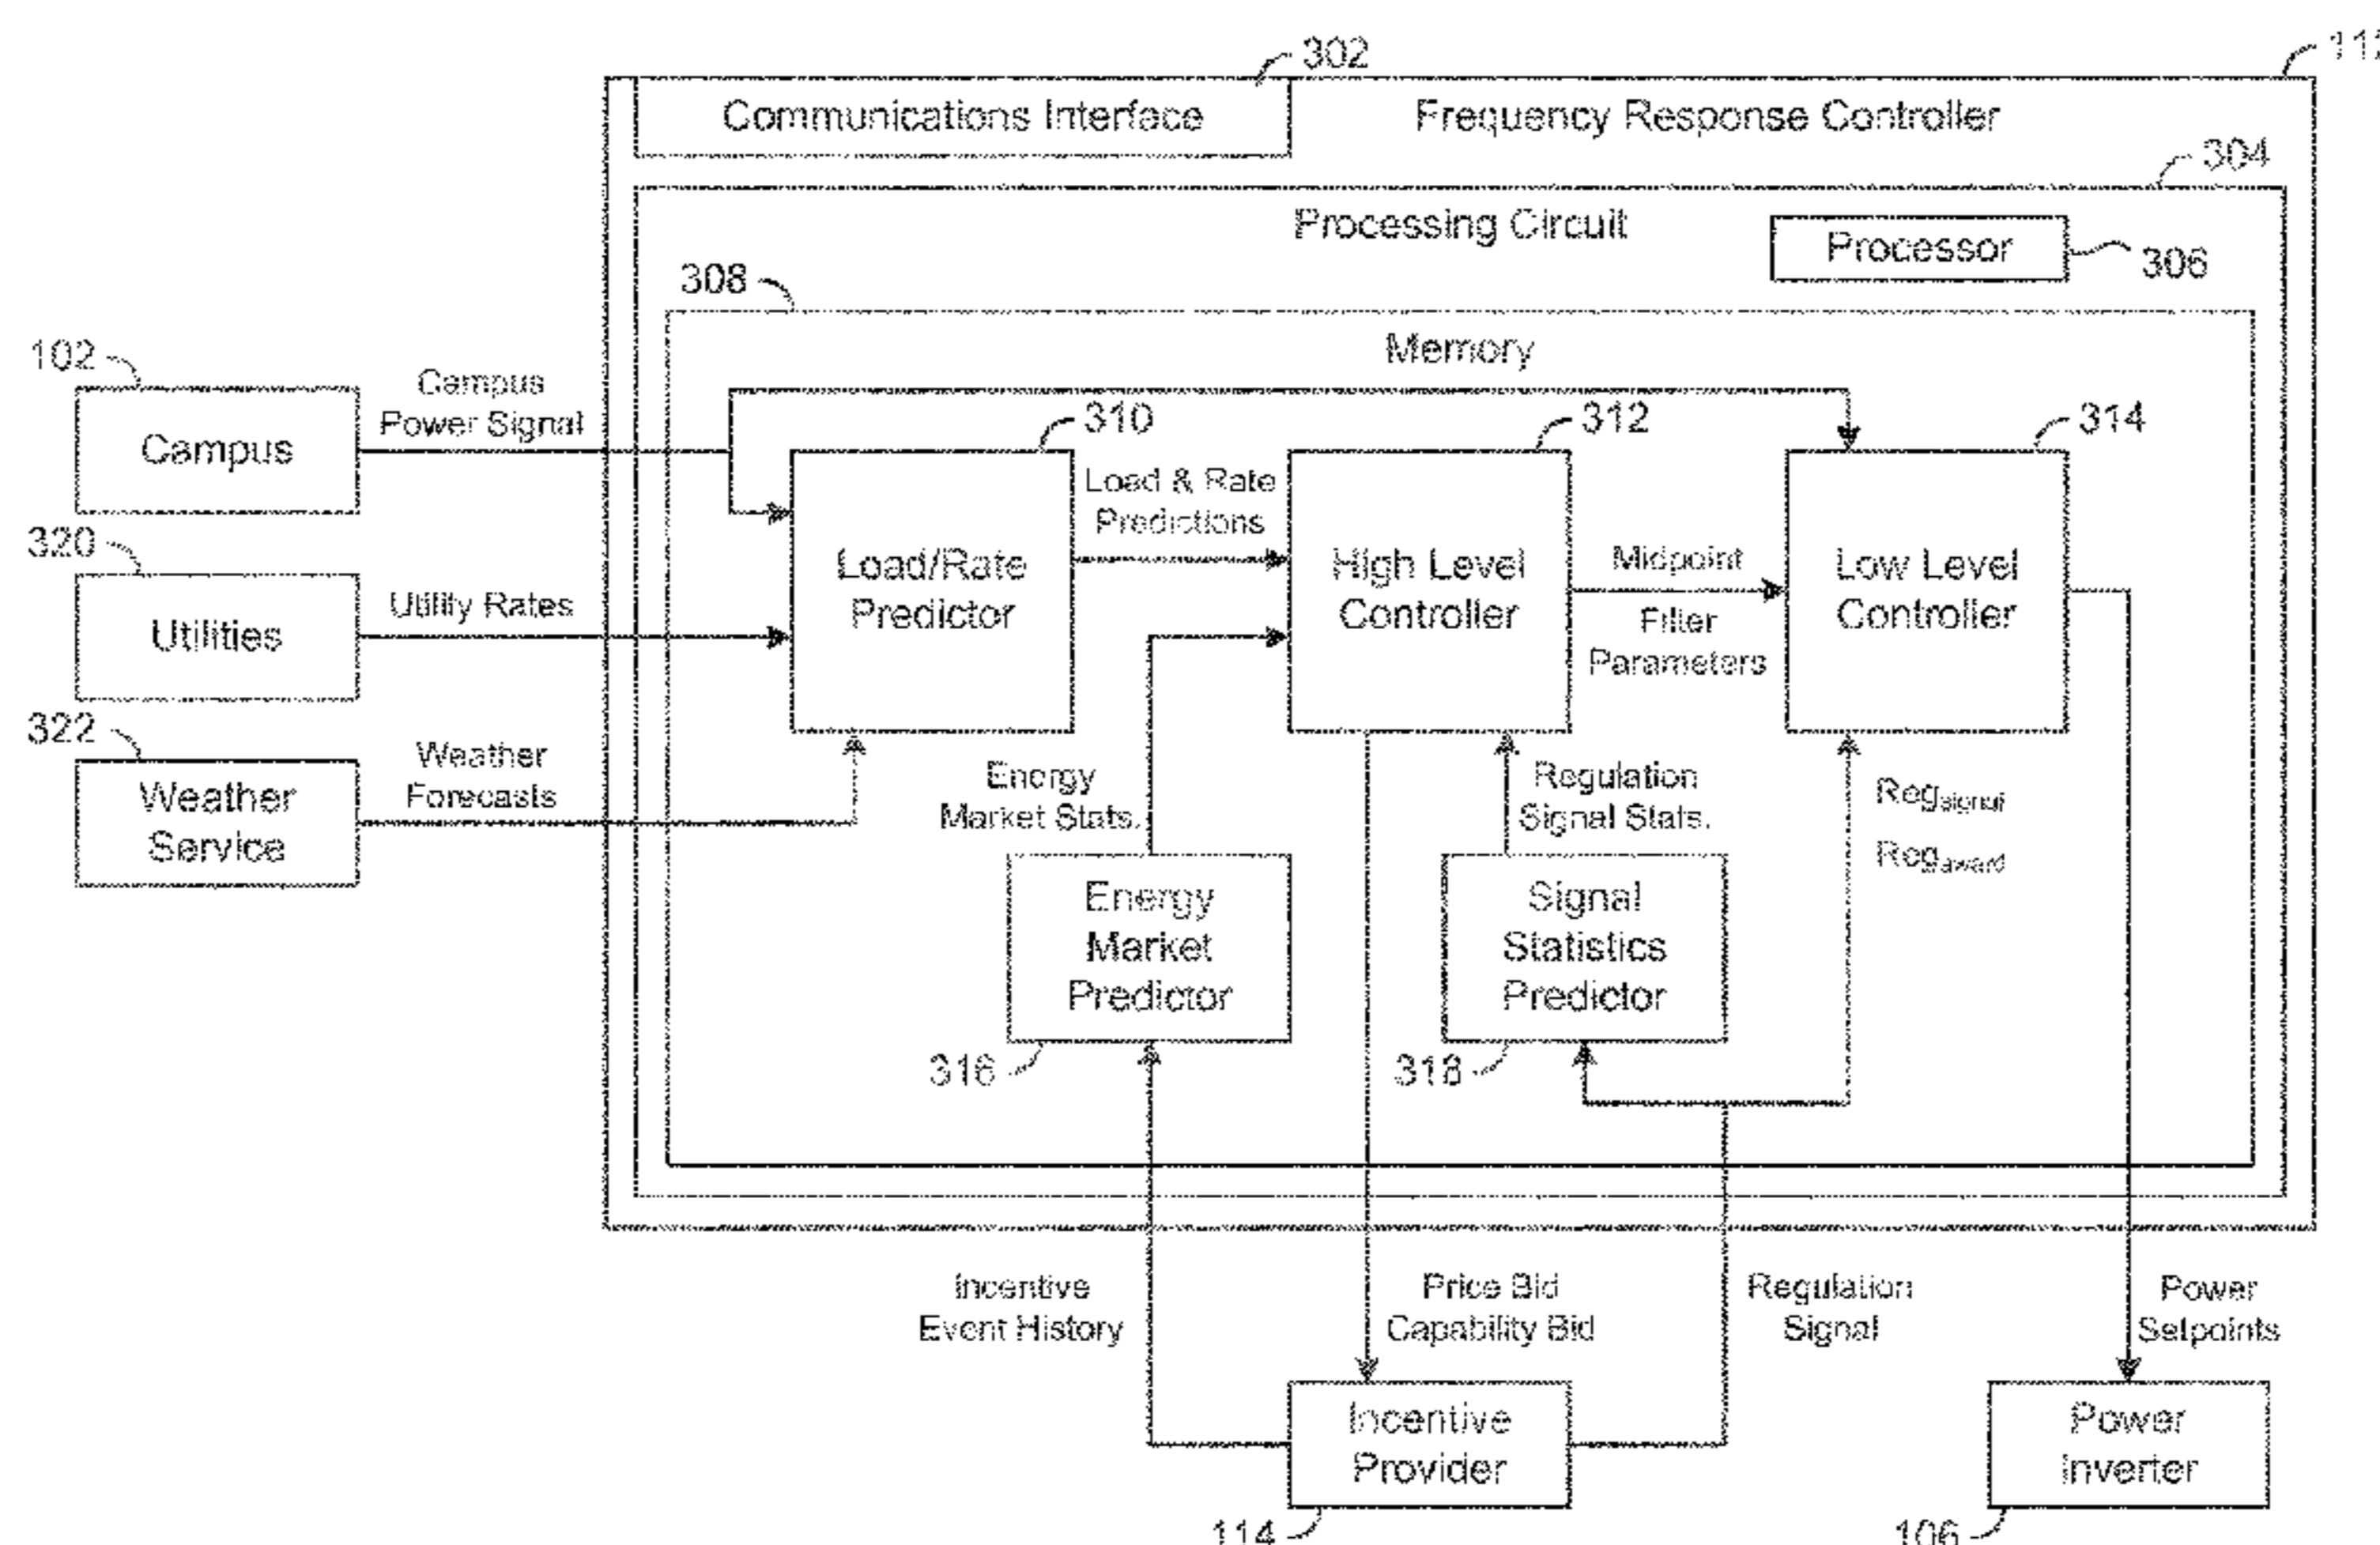 302
112
Communications Interface
Frequency Response Controller
304
Processing Circuit
Processor
306
308
Memory
102
Campus
Campus
Power Signal
310
312
314
Load & Rate
Predictions
320
Utilities
Utility Rates
Load/Rate
Predictor
High Level
Controller
Midpoint
Filter
Parameters
Low Level
Controller
322
Weather
Service
Weather
Forecasts
Energy
Market Stats.
Regulation
Signal Stats.
Regsignal
Regaward
Energy
Market
Predictor
Signal
Statistics
Predictor
316
318
Incentive
Event History
Price Bid
Capability Bid
Regulation
Signal
Power
Setpoints
Incentive
Provider
Power
Inverter
114
106